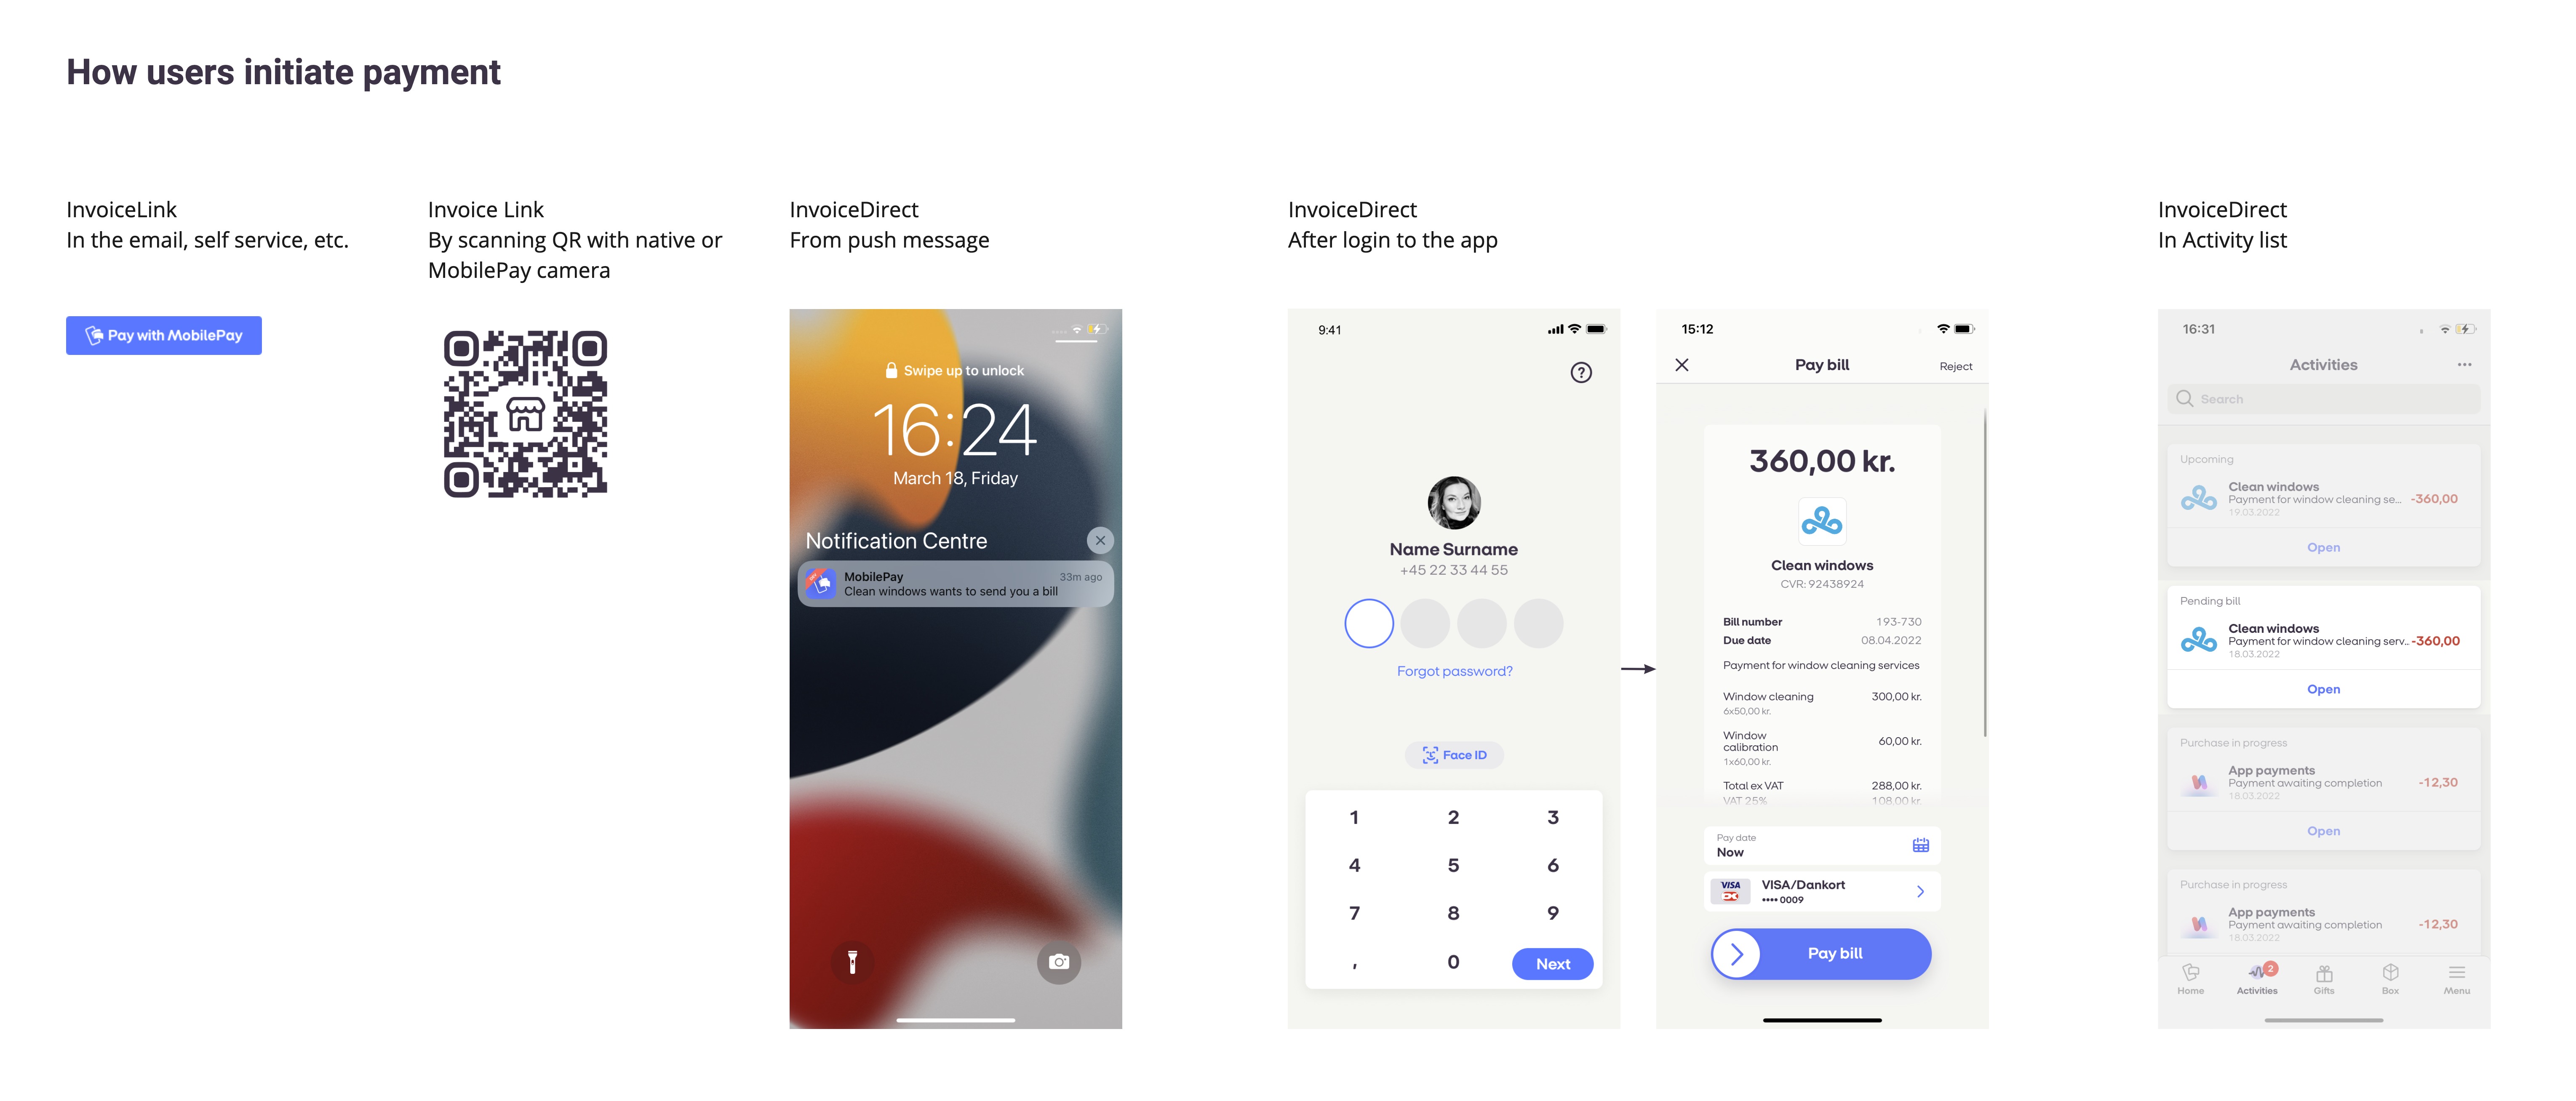 How users initiate payment
InvoiceLink
In the email, self service, etc.
Pay with MobilePay
Invoice Link
By scanning QR with native or
MobilePay camera
InvoiceDirect
From push message
Swipe up to unlock
16:24
March 18, Friday
Notification Centre
MobilePay
33m ago
Clean windows wants to send you a bill
InvoiceDirect
After login to the app
9:41
Name Surname
+45 22 33 44 55
Forgot password?
Face ID
1 2 3
4 5 6
7 8 9
, 0 Next
15:12
Pay bill
Reject
360,00 kr.
Clean windows
CVR: 92438924
Bill number 193-730
Due date 08.04.2022
Payment for window cleaning services
Window cleaning 300,00 kr.
6x50,00 kr.
Window
calibration 60,00 kr.
1x60,00 kr.
Total ex VAT 288,00 kr.
VAT 25% 108,00 kr.
Pay date
Now
VISA
VISA/Dankort
•••• 0009
Pay bill
InvoiceDirect
In Activity list
16:31
Activities
Search
Upcoming
Clean windows
Payment for window cleaning se... -360,00
19.03.2022
Open
Pending bill
Clean windows
Payment for window cleaning serv.. -360,00
18.03.2022
Open
Purchase in progress
App payments
Payment awaiting completion -12,30
18.03.2022
Open
Purchase in progress
App payments
Payment awaiting completion -12,30
18.03.2022
2
Home Activities Gifts Box Menu